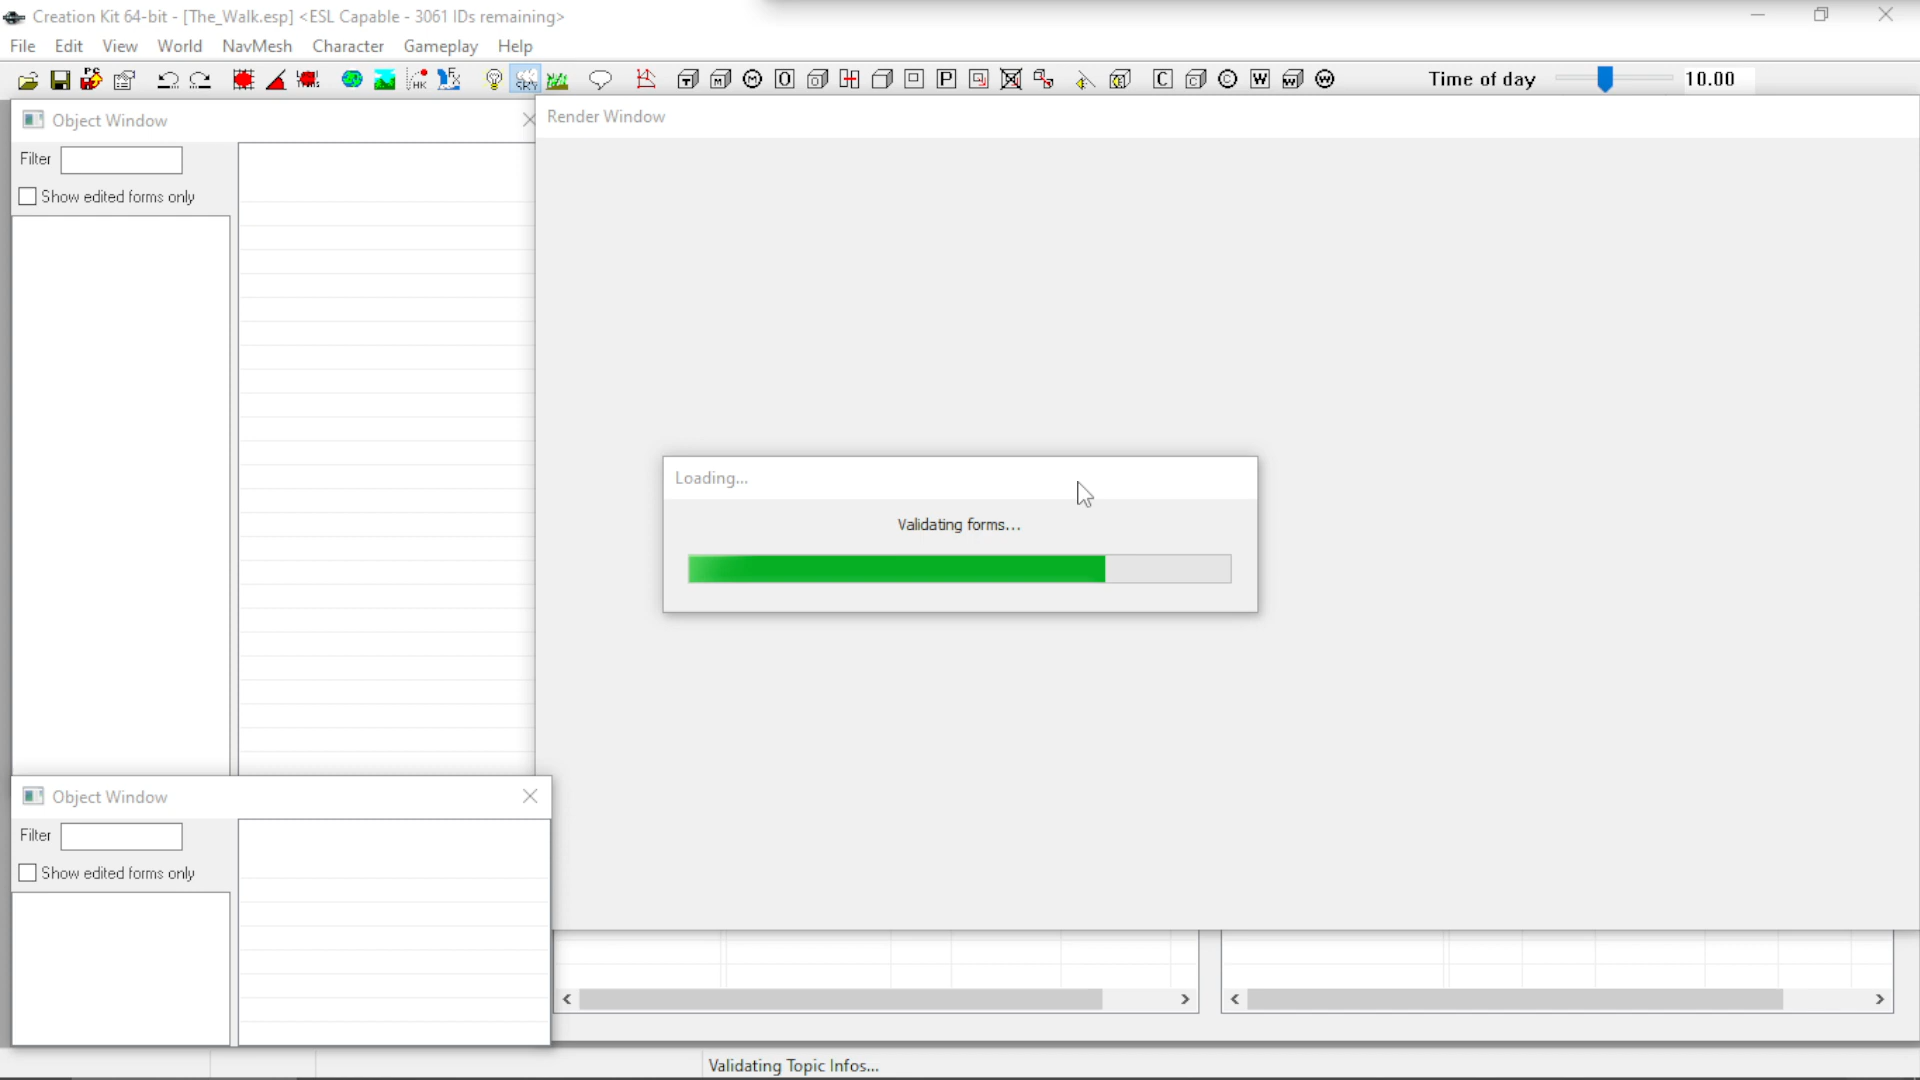 Creation Kit 64-bit - [The_Walk.esp] <ESL Capable - 3061 IDs remaining>
File Edit View World NavMesh Character Gameplay Help
Time of day 10.00
Object Window
Filter
Show edited forms only
Render Window
Loading...
Validating forms...
Object Window
Filter
Show edited forms only
Validating Topic Infos...